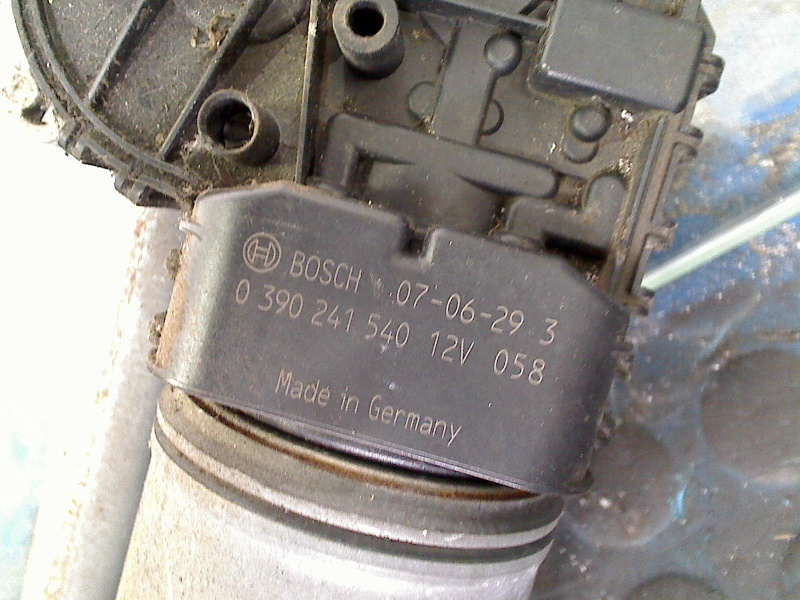 BOSCH 07-06-29 3
0 390 241 540 12V 058
Made in Germany